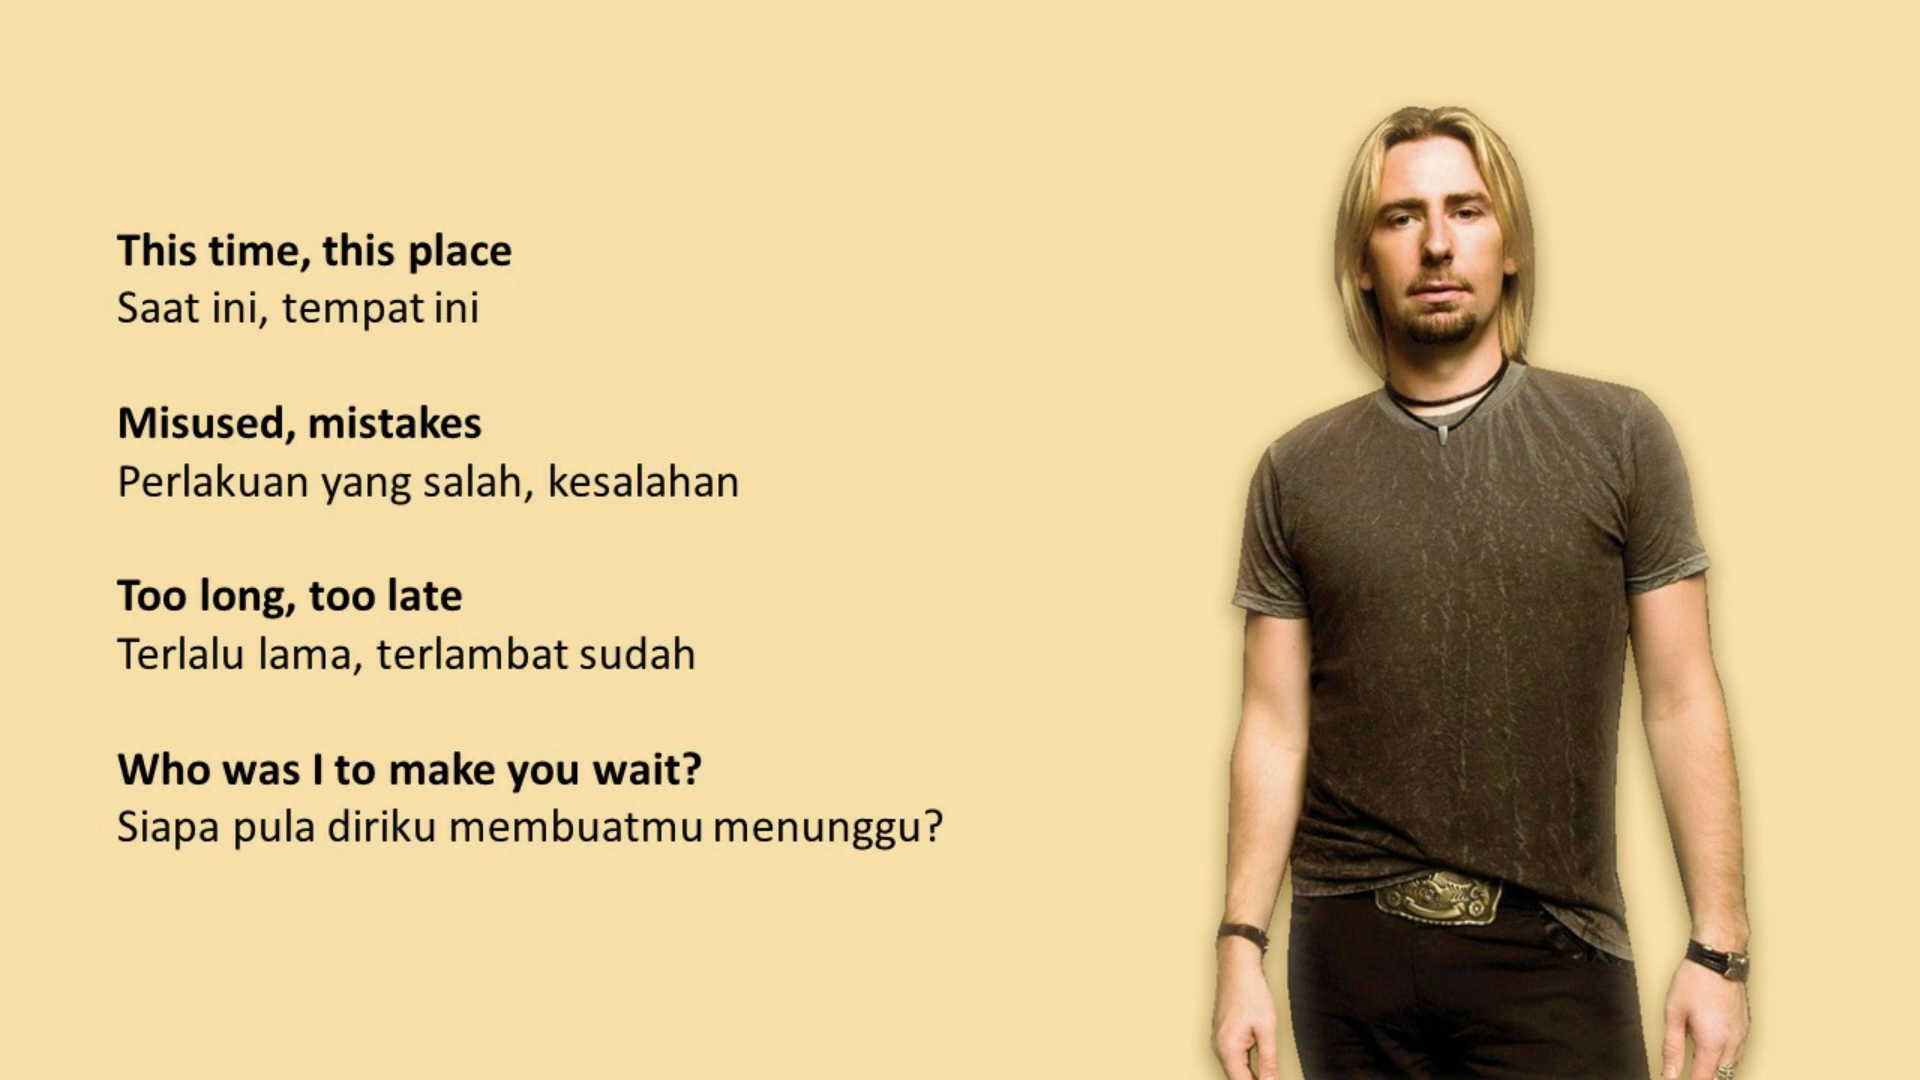 This time, this place
Saat ini, tempat ini
Misused, mistakes
Perlakuan yang salah, kesalahan
Too long, too late
Terlalu lama, terlambat sudah
Who was I to make you wait?
Siapa pula diriku membuatmu menunggu?